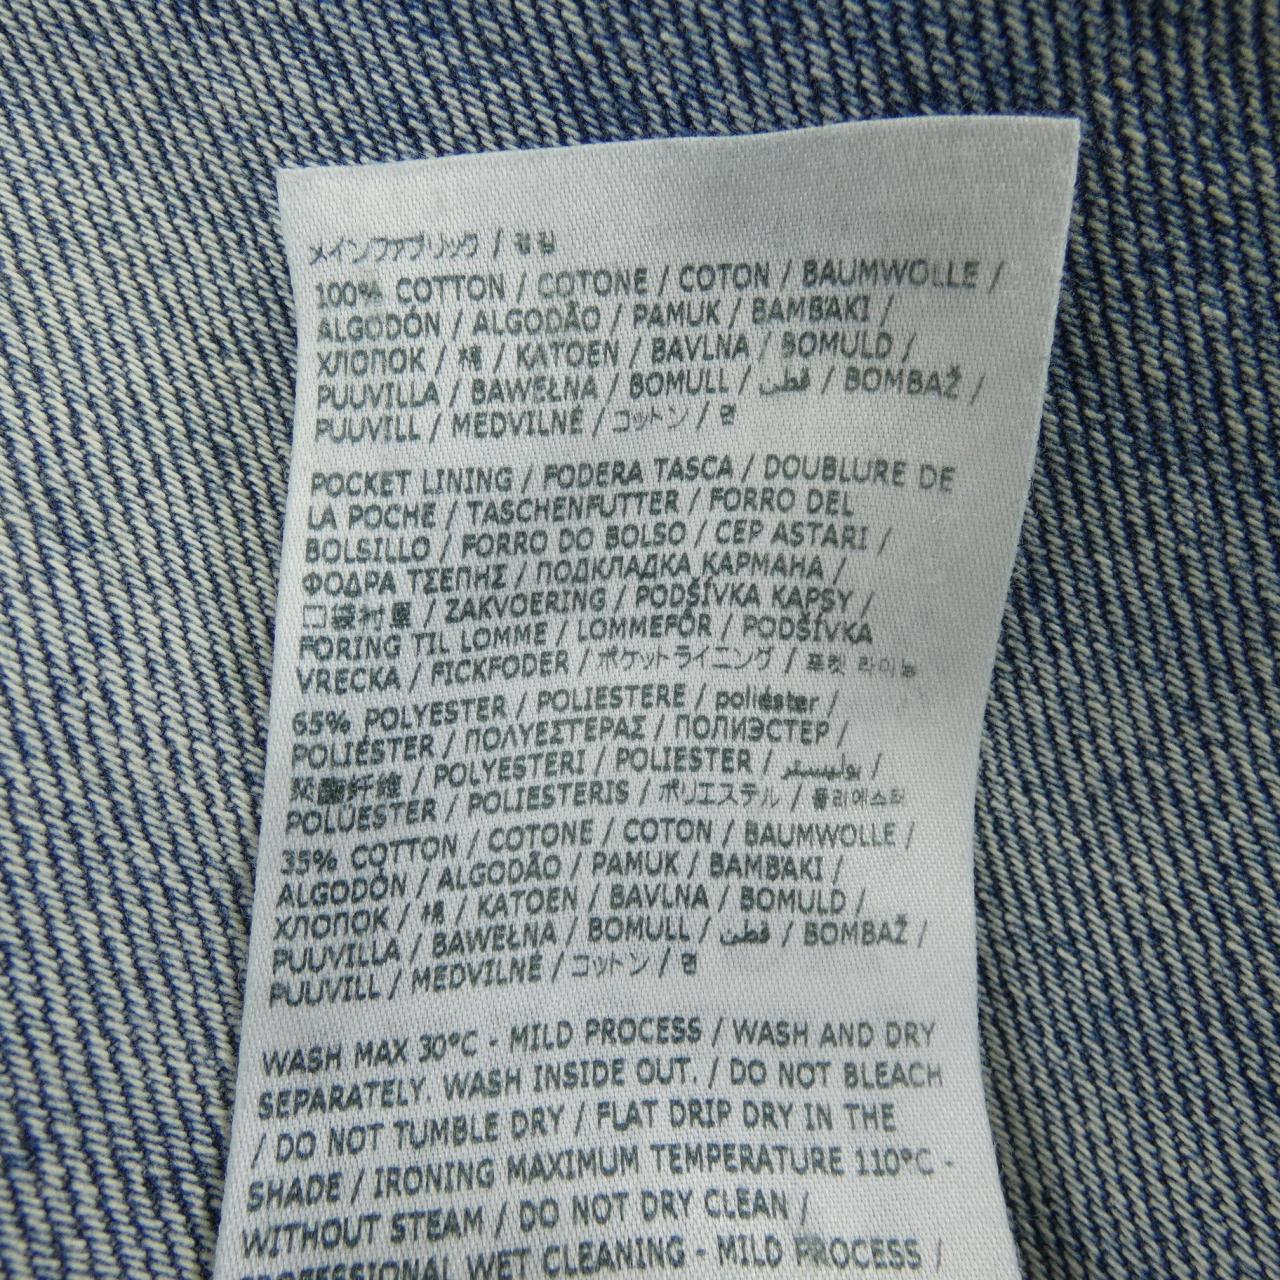 メインファブリック / 겉감
100% COTTON / COTONE / COTON / BAUMWOLLE /
ALGODÓN / ALGODÃO / PAMUK / BAMBAKI /
ХЛОПОК / 棉 / KATOEN / BAVLNA / BOMULD /
PUUVILLA / BAWEŁNA / BOMULL / قطن / BOMBAŽ /
PUUVILL / MEDVILNÉ / コットン / 면
POCKET LINING / FODERA TASCA / DOUBLURE DE
LA POCHE / TASCHENFUTTER / FORRO DEL
BOLSILLO / FORRO DO BOLSO / CEP ASTARI /
ΦΟΔΡΑ ΤΣΕΠΗΣ / ПОДКЛАДКА КАРМАНА /
口袋衬里 / ZAKVOERING / PODŠÍVKA KAPSY /
FORING TIL LOMME / LOMMEFÔR / PODŠÍVKA
VRECKA / FICKFODER / ポケットライニング / 포켓 라이닝
65% POLYESTER / POLIESTERE / poliéster /
POLIÉSTER / ΠΟΛΥΕΣΤΕΡΑΣ / ПОЛИЭСТЕР /
聚酯纤维 / POLYESTERI / POLIESTER / بوليستر /
POLUESTER / POLIESTERIS / ポリエステル / 폴리에스터
35% COTTON / COTONE / COTON / BAUMWOLLE /
ALGODÓN / ALGODÃO / PAMUK / BAMBAKI /
ХЛОПОК / 棉 / KATOEN / BAVLNA / BOMULD /
PUUVILLA / BAWEŁNA / BOMULL / قطن / BOMBAŽ /
PUUVILL / MEDVILNÉ / コットン / 면
WASH MAX 30°C - MILD PROCESS / WASH AND DRY
SEPARATELY. WASH INSIDE OUT. / DO NOT BLEACH
/ DO NOT TUMBLE DRY / FLAT DRIP DRY IN THE
SHADE / IRONING MAXIMUM TEMPERATURE 110°C -
WITHOUT STEAM / DO NOT DRY CLEAN /
PROFESSIONAL WET CLEANING - MILD PROCESS /